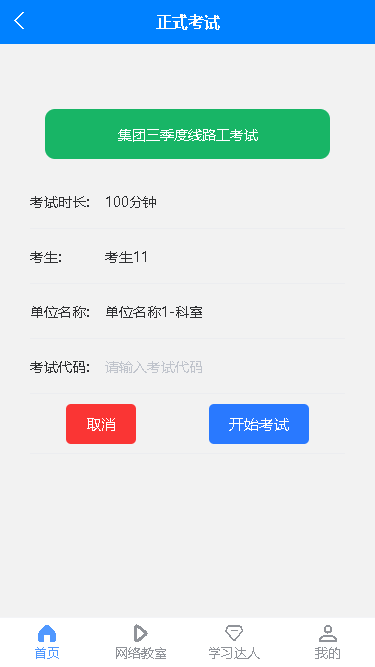 正式考试
集团三季度线路工考试
考试时长: 100分钟
考生: 考生11
单位名称: 单位名称1-科室
考试代码: 请输入考试代码
取消 开始考试
首页 网络教室 学习达人 我的